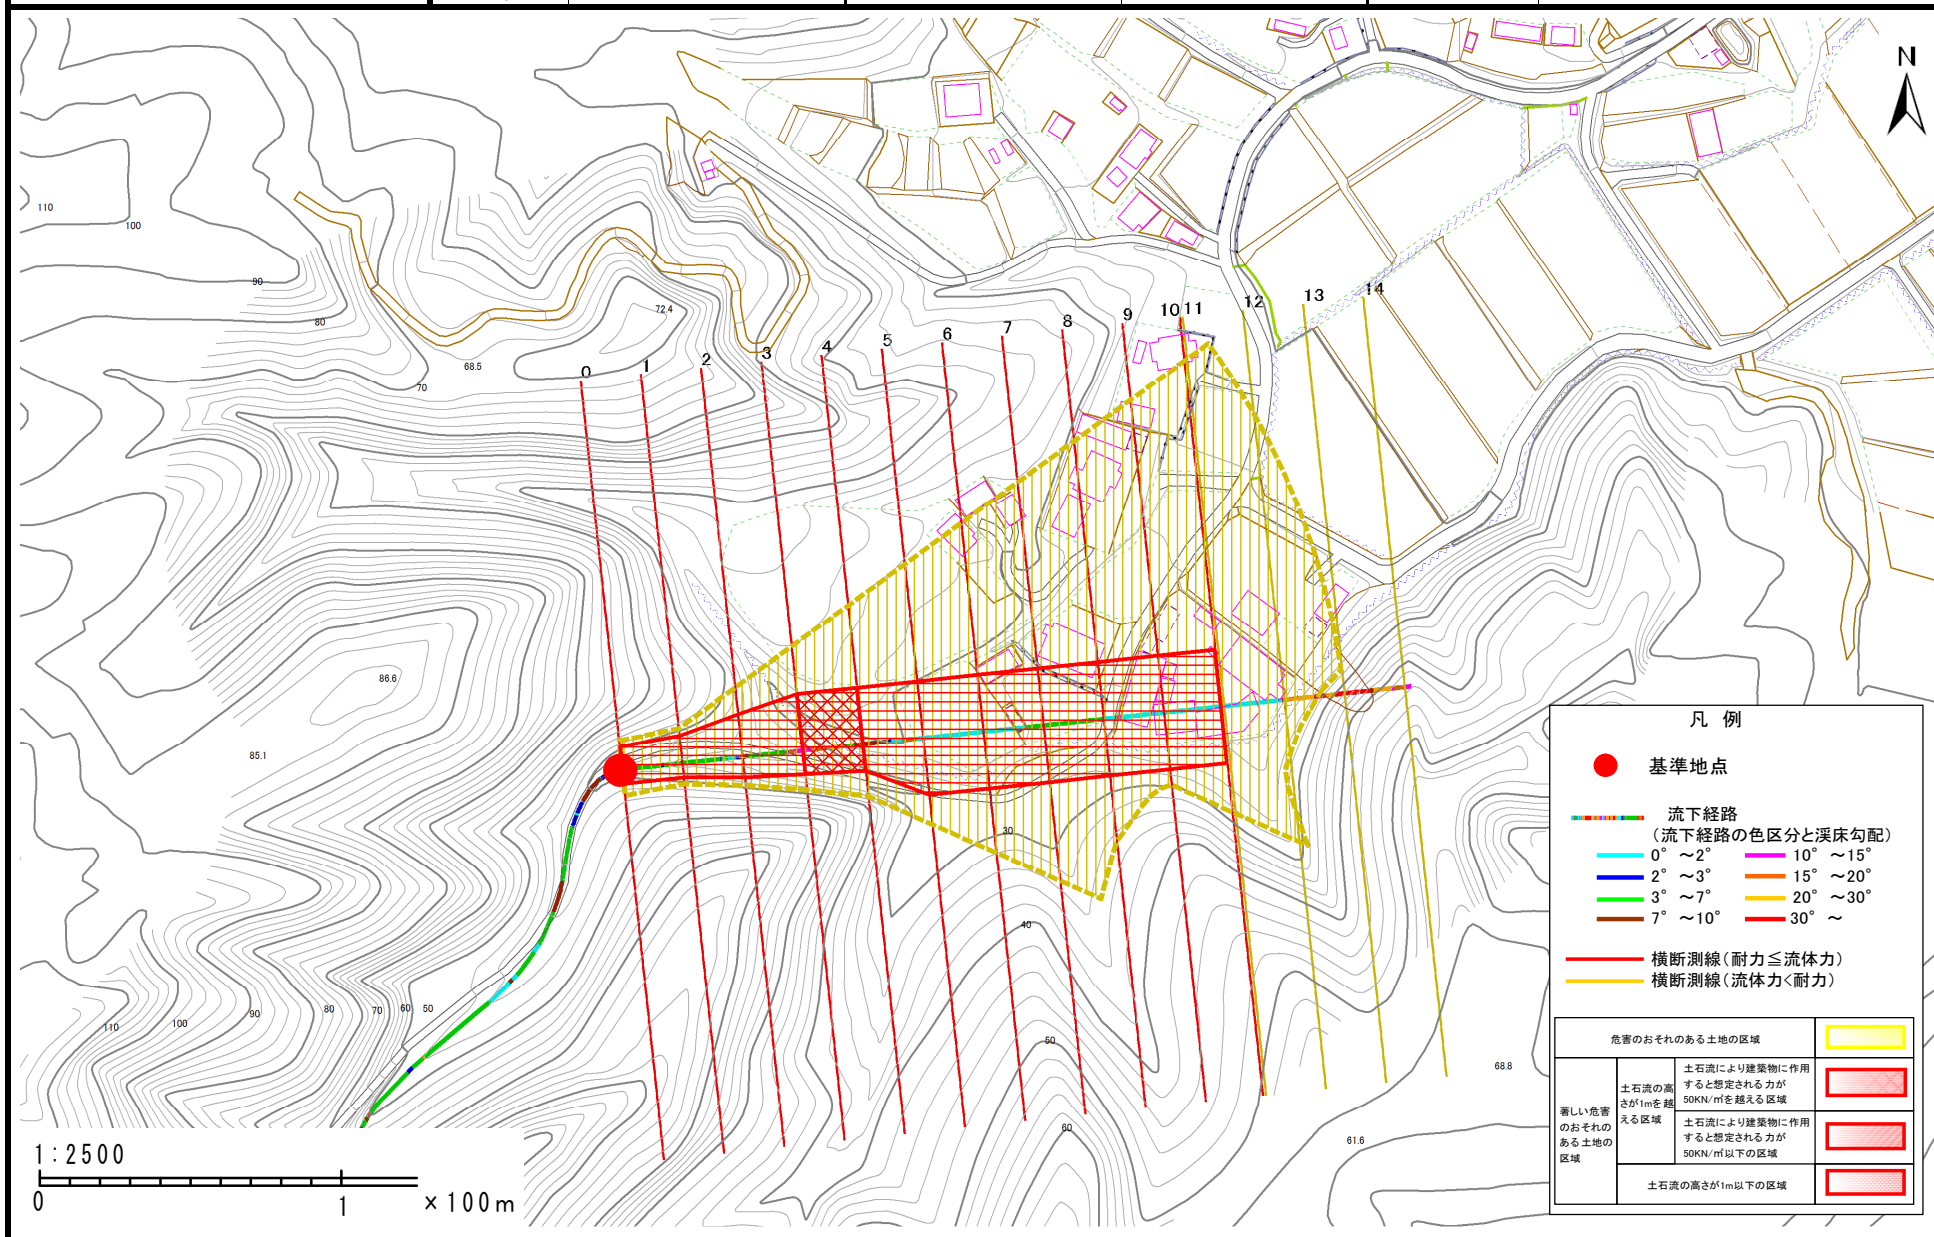 N
110
100
90
80
72.4
68.5
70
0
1
2
3
4
5
6
7
8
9
10
11
12
13
14
86.6
85.1
30
40
50
60
110
100
90
80
70
60
50
68.8
61.6
1:2500
0
1
×100m
凡 例
基準地点
流下経路
(流下経路の色区分と渓床勾配)
0° ～2°
10° ～15°
2° ～3°
15° ～20°
3° ～7°
20° ～30°
7° ～10°
30° ～
横断測線(耐力≦流体力)
横断測線(流体力<耐力)
危害のおそれのある土地の区域
著しい危害
のおそれの
ある土地の
区域
土石流の高
さが1mを越
える区域
土石流により建築物に作用
すると想定される力が
50KN/㎡を越える区域
土石流により建築物に作用
すると想定される力が
50KN/㎡以下の区域
土石流の高さが1m以下の区域